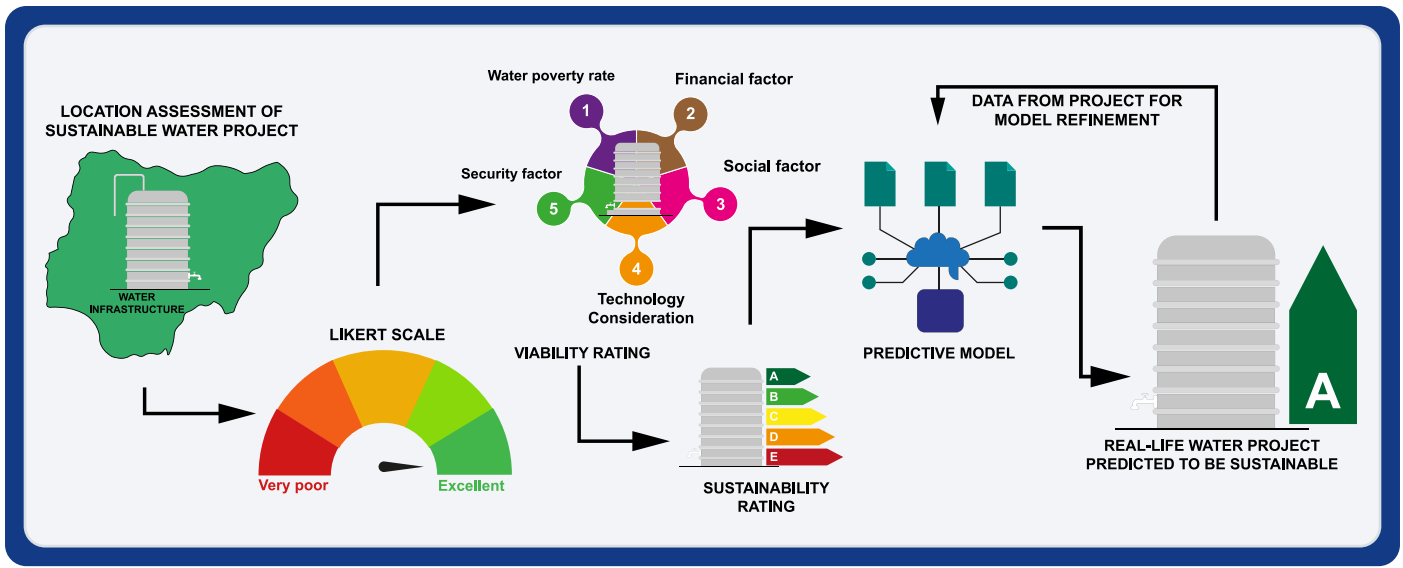 LOCATION ASSESSMENT OF
SUSTAINABLE WATER PROJECT
WATER
INFRASTRUCTURE
LIKERT SCALE
Very poor
Excellent
Water poverty rate
Financial factor
1
2
Security factor
Social factor
5
3
4
Technology
Consideration
VIABILITY RATING
A
B
C
D
E
SUSTAINABILITY
RATING
DATA FROM PROJECT FOR
MODEL REFINEMENT
PREDICTIVE MODEL
A
REAL-LIFE WATER PROJECT
PREDICTED TO BE SUSTAINABLE